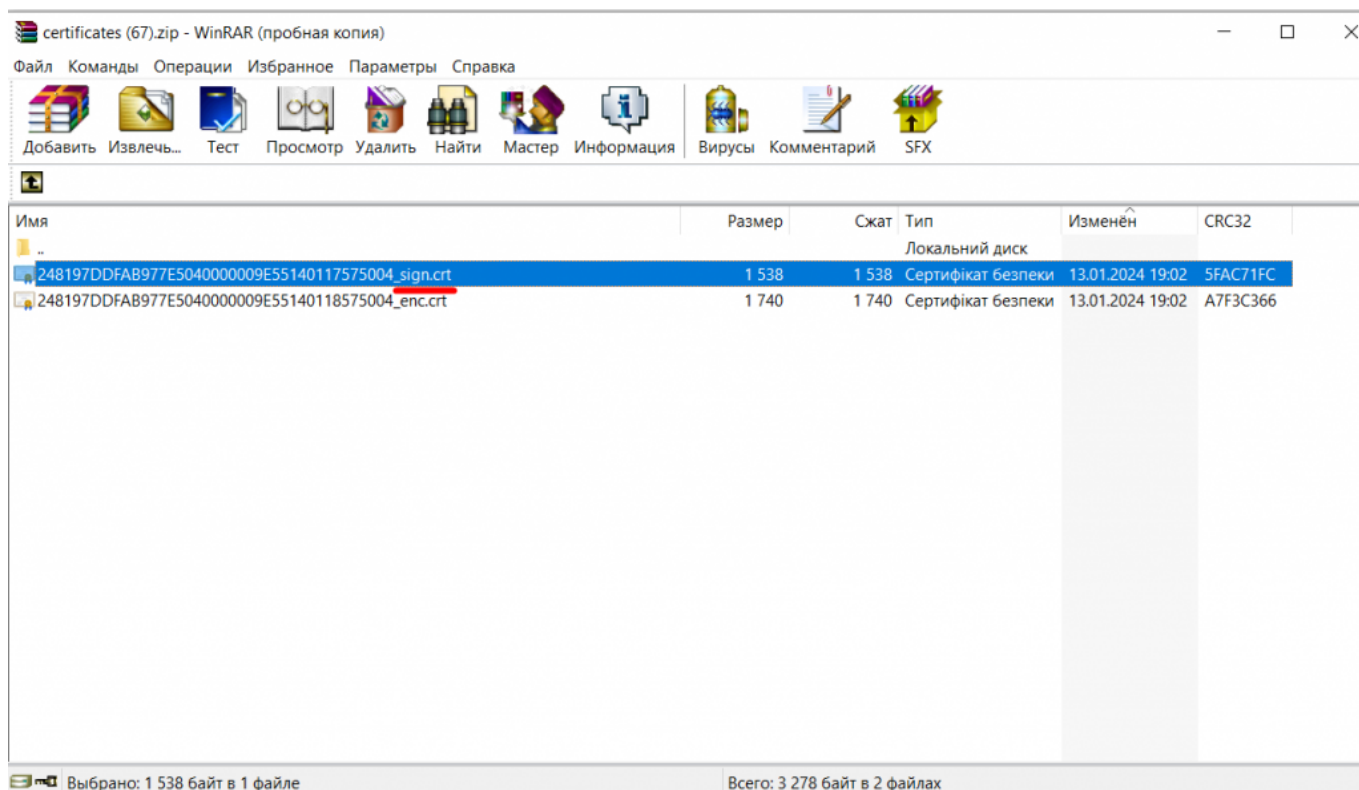 certificates (67).zip - WinRAR (пробная копия)
Файл Команды Операции Избранное Параметры Справка
Добавить Извлечь... Тест Просмотр Удалить Найти Мастер Информация Вирусы Комментарий SFX
Имя Размер Сжат Тип Изменён CRC32
.. Локальний диск
248197DDFAB977E5040000009E55140117575004_sign.crt 1 538 1 538 Сертифікат безпеки 13.01.2024 19:02 5FAC71FC
248197DDFAB977E5040000009E55140118575004_enc.crt 1 740 1 740 Сертифікат безпеки 13.01.2024 19:02 A7F3C366
Выбрано: 1 538 байт в 1 файле Всего: 3 278 байт в 2 файлах